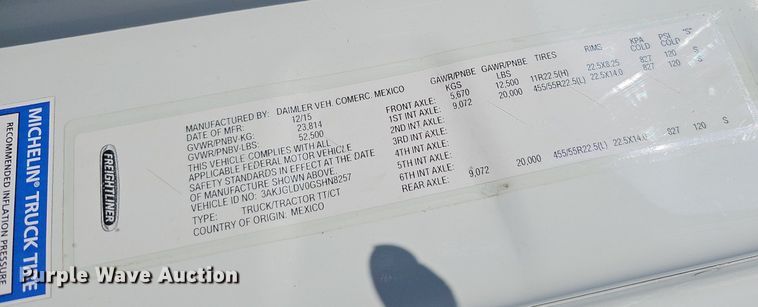 MICHELIN® TRUCK TIRE
RECOMMENDED INFLATION PRESSURE
FREIGHTLINER
MANUFACTURED BY: DAIMLER VEH. COMERC. MEXICO
DATE OF MFR: 12/15
GVWR/PNBV-KG: 23,814
GVWR/PNBV-LBS: 52,500
THIS VEHICLE COMPLIES WITH ALL
APPLICABLE FEDERAL MOTOR VEHICLE
SAFETY STANDARDS IN EFFECT AT THE DATE
OF MANUFACTURE SHOWN ABOVE.
VEHICLE ID NO: 3AKJGLDV0GSHN8257
TYPE: TRUCK/TRACTOR TT/CT
COUNTRY OF ORIGIN: MEXICO
GAWR/PNBE GAWR/PNBE TIRES RIMS KPA PSI "S"
KGS LBS COLD COLD
FRONT AXLE: 5,670 12,500 11R22.5(H) 22.5X8.25 827 120 S
1ST INT AXLE: 9,072 20,000 455/55R22.5(L) 22.5X14.0 827 120 S
2ND INT AXLE:
3RD INT AXLE:
4TH INT AXLE:
5TH INT AXLE:
6TH INT AXLE:
REAR AXLE: 9,072 20,000 455/55R22.5(L) 22.5X14.0 827 120 S
Purple Wave Auction